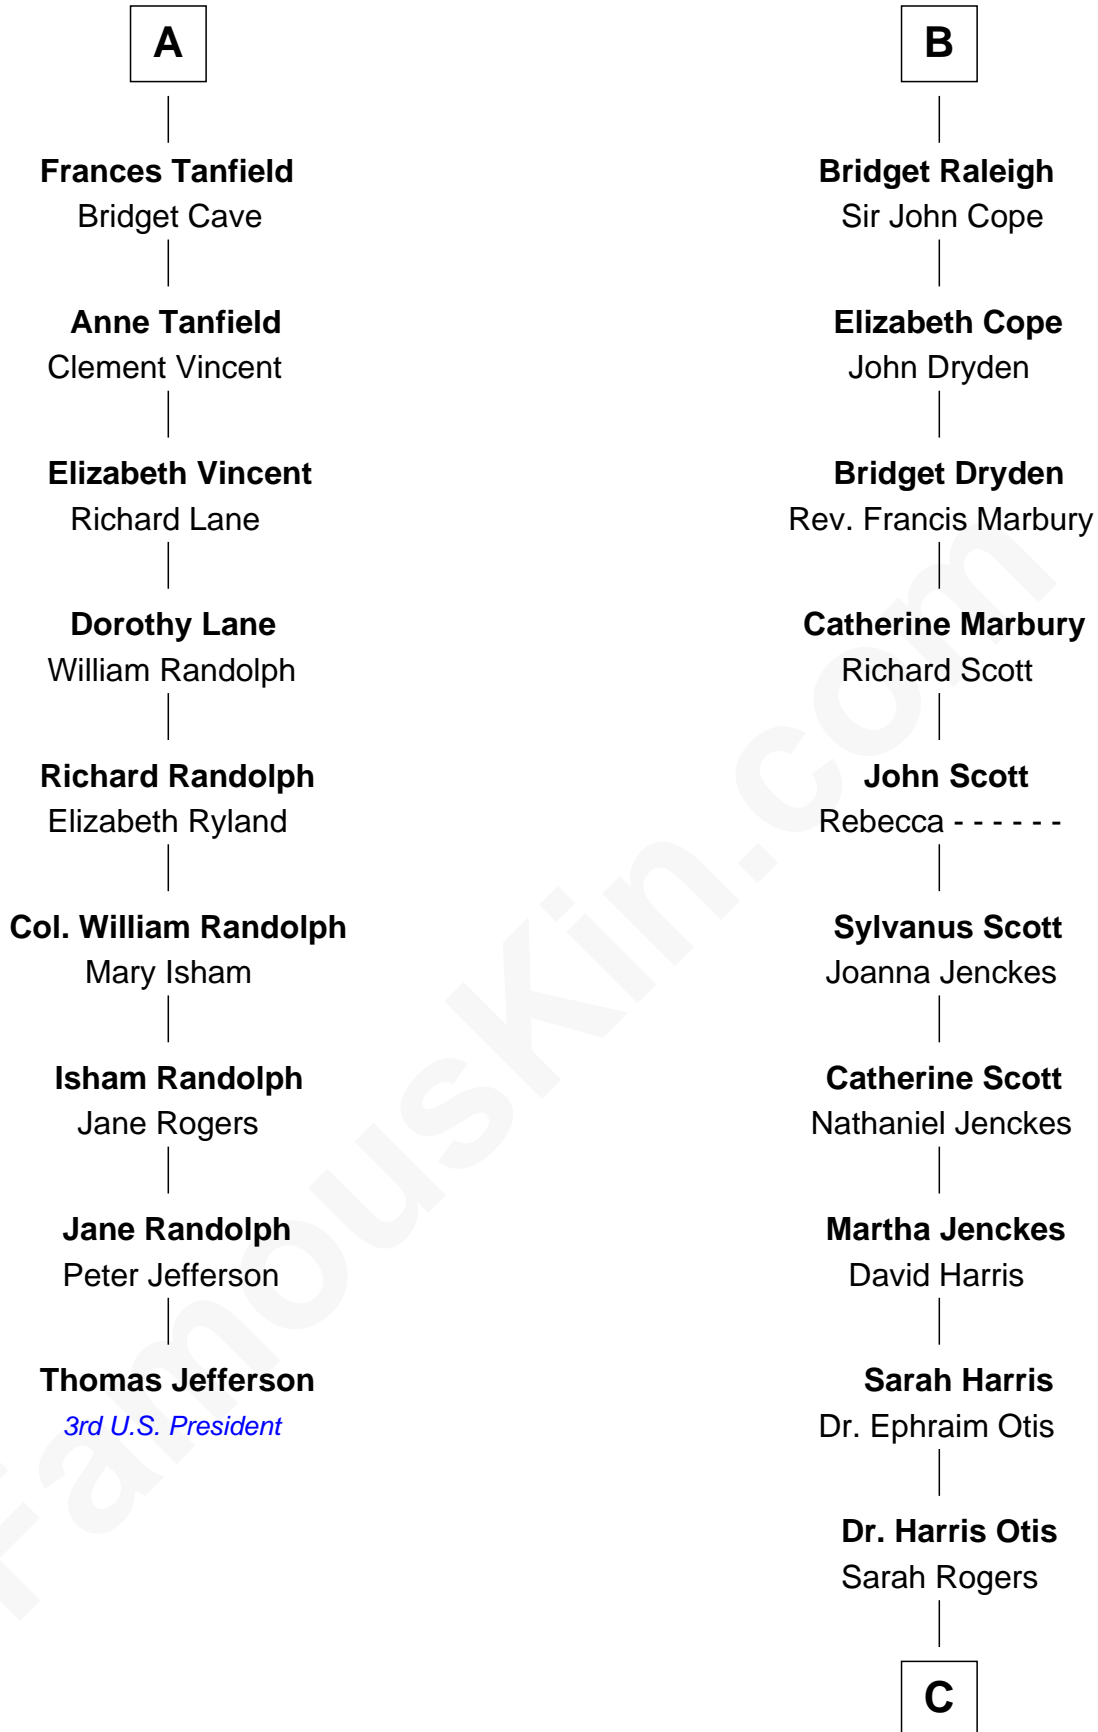 A
Frances Tanfield
Bridget Cave
Anne Tanfield
Clement Vincent
Elizabeth Vincent
Richard Lane
Dorothy Lane
William Randolph
Richard Randolph
Elizabeth Ryland
Col. William Randolph
Mary Isham
Isham Randolph
Jane Rogers
Jane Randolph
Peter Jefferson
Thomas Jefferson
3rd U.S. President
B
Bridget Raleigh
Sir John Cope
Elizabeth Cope
John Dryden
Bridget Dryden
Rev. Francis Marbury
Catherine Marbury
Richard Scott
John Scott
Rebecca - - - - - -
Sylvanus Scott
Joanna Jenckes
Catherine Scott
Nathaniel Jenckes
Martha Jenckes
David Harris
Sarah Harris
Dr. Ephraim Otis
Dr. Harris Otis
Sarah Rogers
C
FamousKin.com